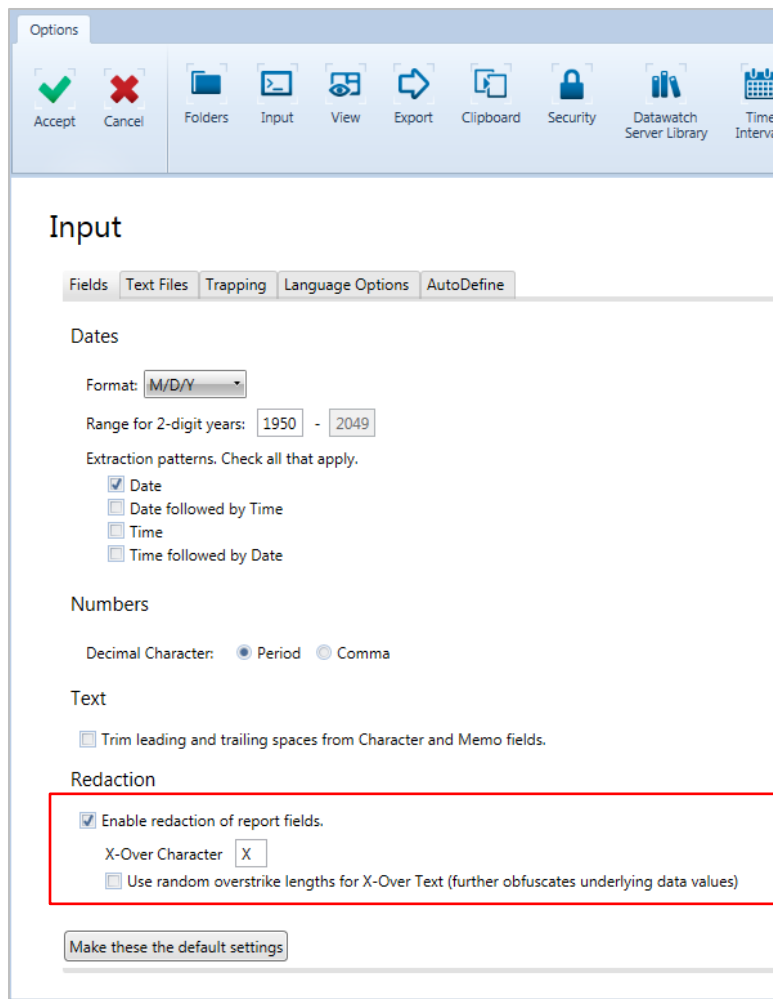 Options
Accept
Cancel
Folders
Input
View
Export
Clipboard
Security
Datawatch
Server Library
Time
Interva
Input
Fields
Text Files
Trapping
Language Options
AutoDefine
Dates
Format: M/D/Y
Range for 2-digit years: 1950 - 2049
Extraction patterns. Check all that apply.
Date
Date followed by Time
Time
Time followed by Date
Numbers
Decimal Character: Period Comma
Text
Trim leading and trailing spaces from Character and Memo fields.
Redaction
Enable redaction of report fields.
X-Over Character X
Use random overstrike lengths for X-Over Text (further obfuscates underlying data values)
Make these the default settings